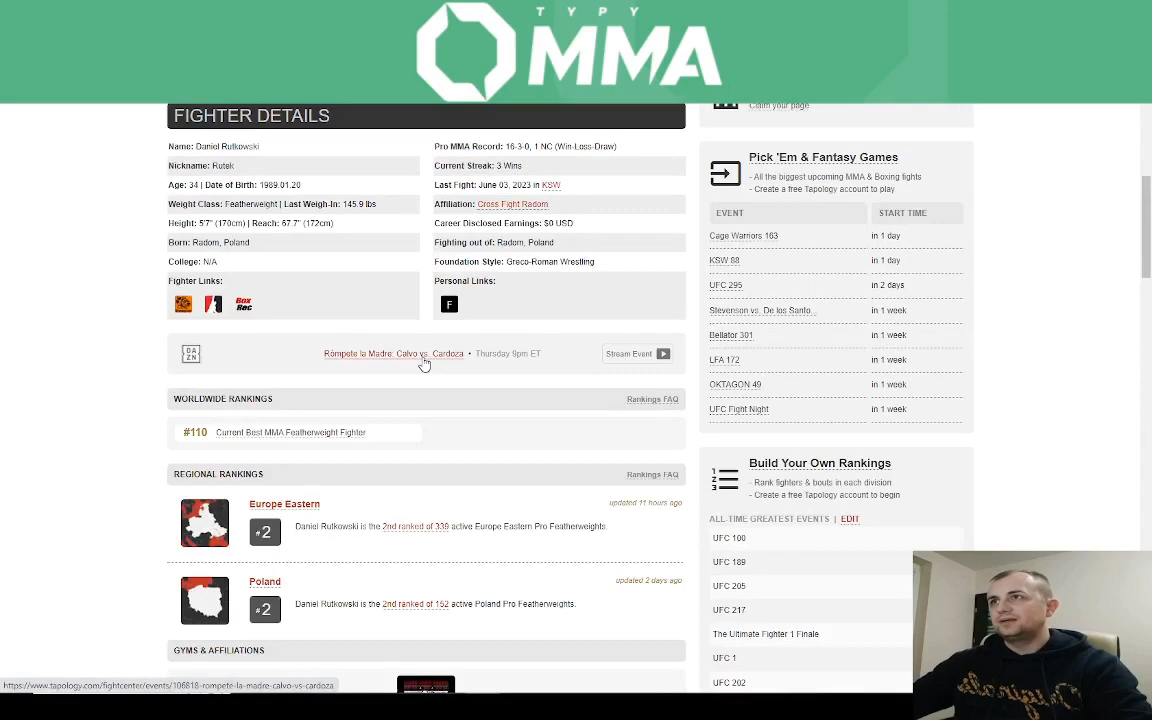 TYPY
MMA
FIGHTER DETAILS
Claim your page
Name: Daniel Rutkowski
Pro MMA Record: 16-3-0, 1 NC (Win-Loss-Draw)
Nickname: Rutek
Current Streak: 3 Wins
Age: 34 | Date of Birth: 1989.01.20
Last Fight: June 03, 2023 in KSW
Weight Class: Featherweight | Last Weigh-In: 145.9 lbs
Affiliation: Cross Fight Radom
Height: 5'7" (170cm) | Reach: 67.7" (172cm)
Career Disclosed Earnings: $0 USD
Born: Radom, Poland
Fighting out of: Radom, Poland
College: N/A
Foundation Style: Greco-Roman Wrestling
Fighter Links:
Personal Links:
Box
Rec
F
DA
ZN
Rómpete la Madre: Calvo vs. Cardoza • Thursday 9pm ET
Stream Event
WORLDWIDE RANKINGS
Rankings FAQ
#110 Current Best MMA Featherweight Fighter
REGIONAL RANKINGS
Rankings FAQ
Europe Eastern
updated 11 hours ago
#2
Daniel Rutkowski is the 2nd ranked of 339 active Europe Eastern Pro Featherweights.
Poland
updated 2 days ago
#2
Daniel Rutkowski is the 2nd ranked of 152 active Poland Pro Featherweights.
GYMS & AFFILIATIONS
Pick 'Em & Fantasy Games
- All the biggest upcoming MMA & Boxing fights
- Create a free Tapology account to play
EVENT START TIME
Cage Warriors 163 in 1 day
KSW 88 in 1 day
UFC 295 in 2 days
Stevenson vs. De los Santo... in 1 week
Bellator 301 in 1 week
LFA 172 in 1 week
OKTAGON 49 in 1 week
UFC Fight Night in 1 week
1
2
3
Build Your Own Rankings
- Rank fighters & bouts in each division
- Create a free Tapology account to begin
ALL-TIME GREATEST EVENTS | EDIT
UFC 100
UFC 189
UFC 205
UFC 217
The Ultimate Fighter 1 Finale
UFC 1
UFC 202
https://www.tapology.com/fightcenter/events/106818-rompete-la-madre-calvo-vs-cardoza